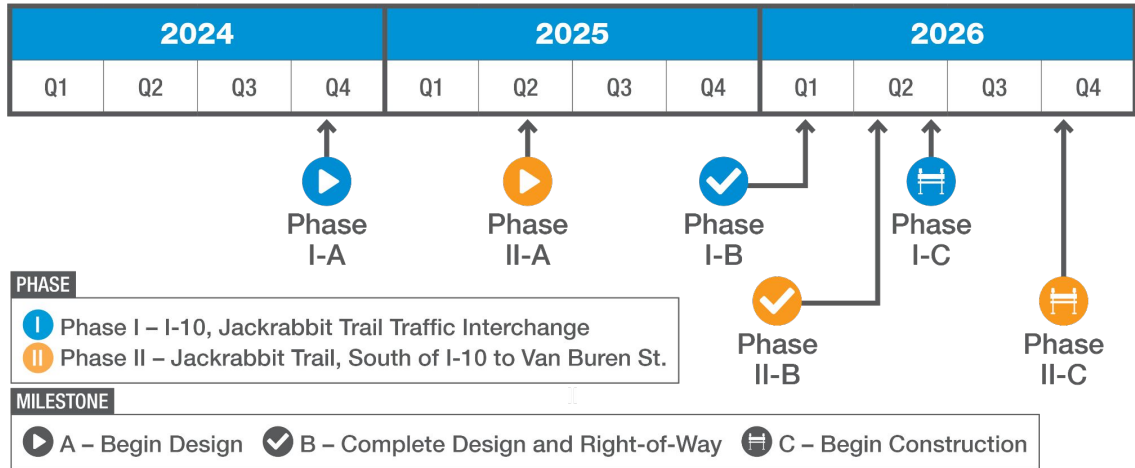 2024 2025 2026
Q1 Q2 Q3 Q4 Q1 Q2 Q3 Q4 Q1 Q2 Q3 Q4
Phase
I-A
Phase
II-A
Phase
I-B
Phase
I-C
Phase
II-B
Phase
II-C
PHASE
I Phase I – I-10, Jackrabbit Trail Traffic Interchange
II Phase II – Jackrabbit Trail, South of I-10 to Van Buren St.
MILESTONE
A – Begin Design B – Complete Design and Right-of-Way C – Begin Construction